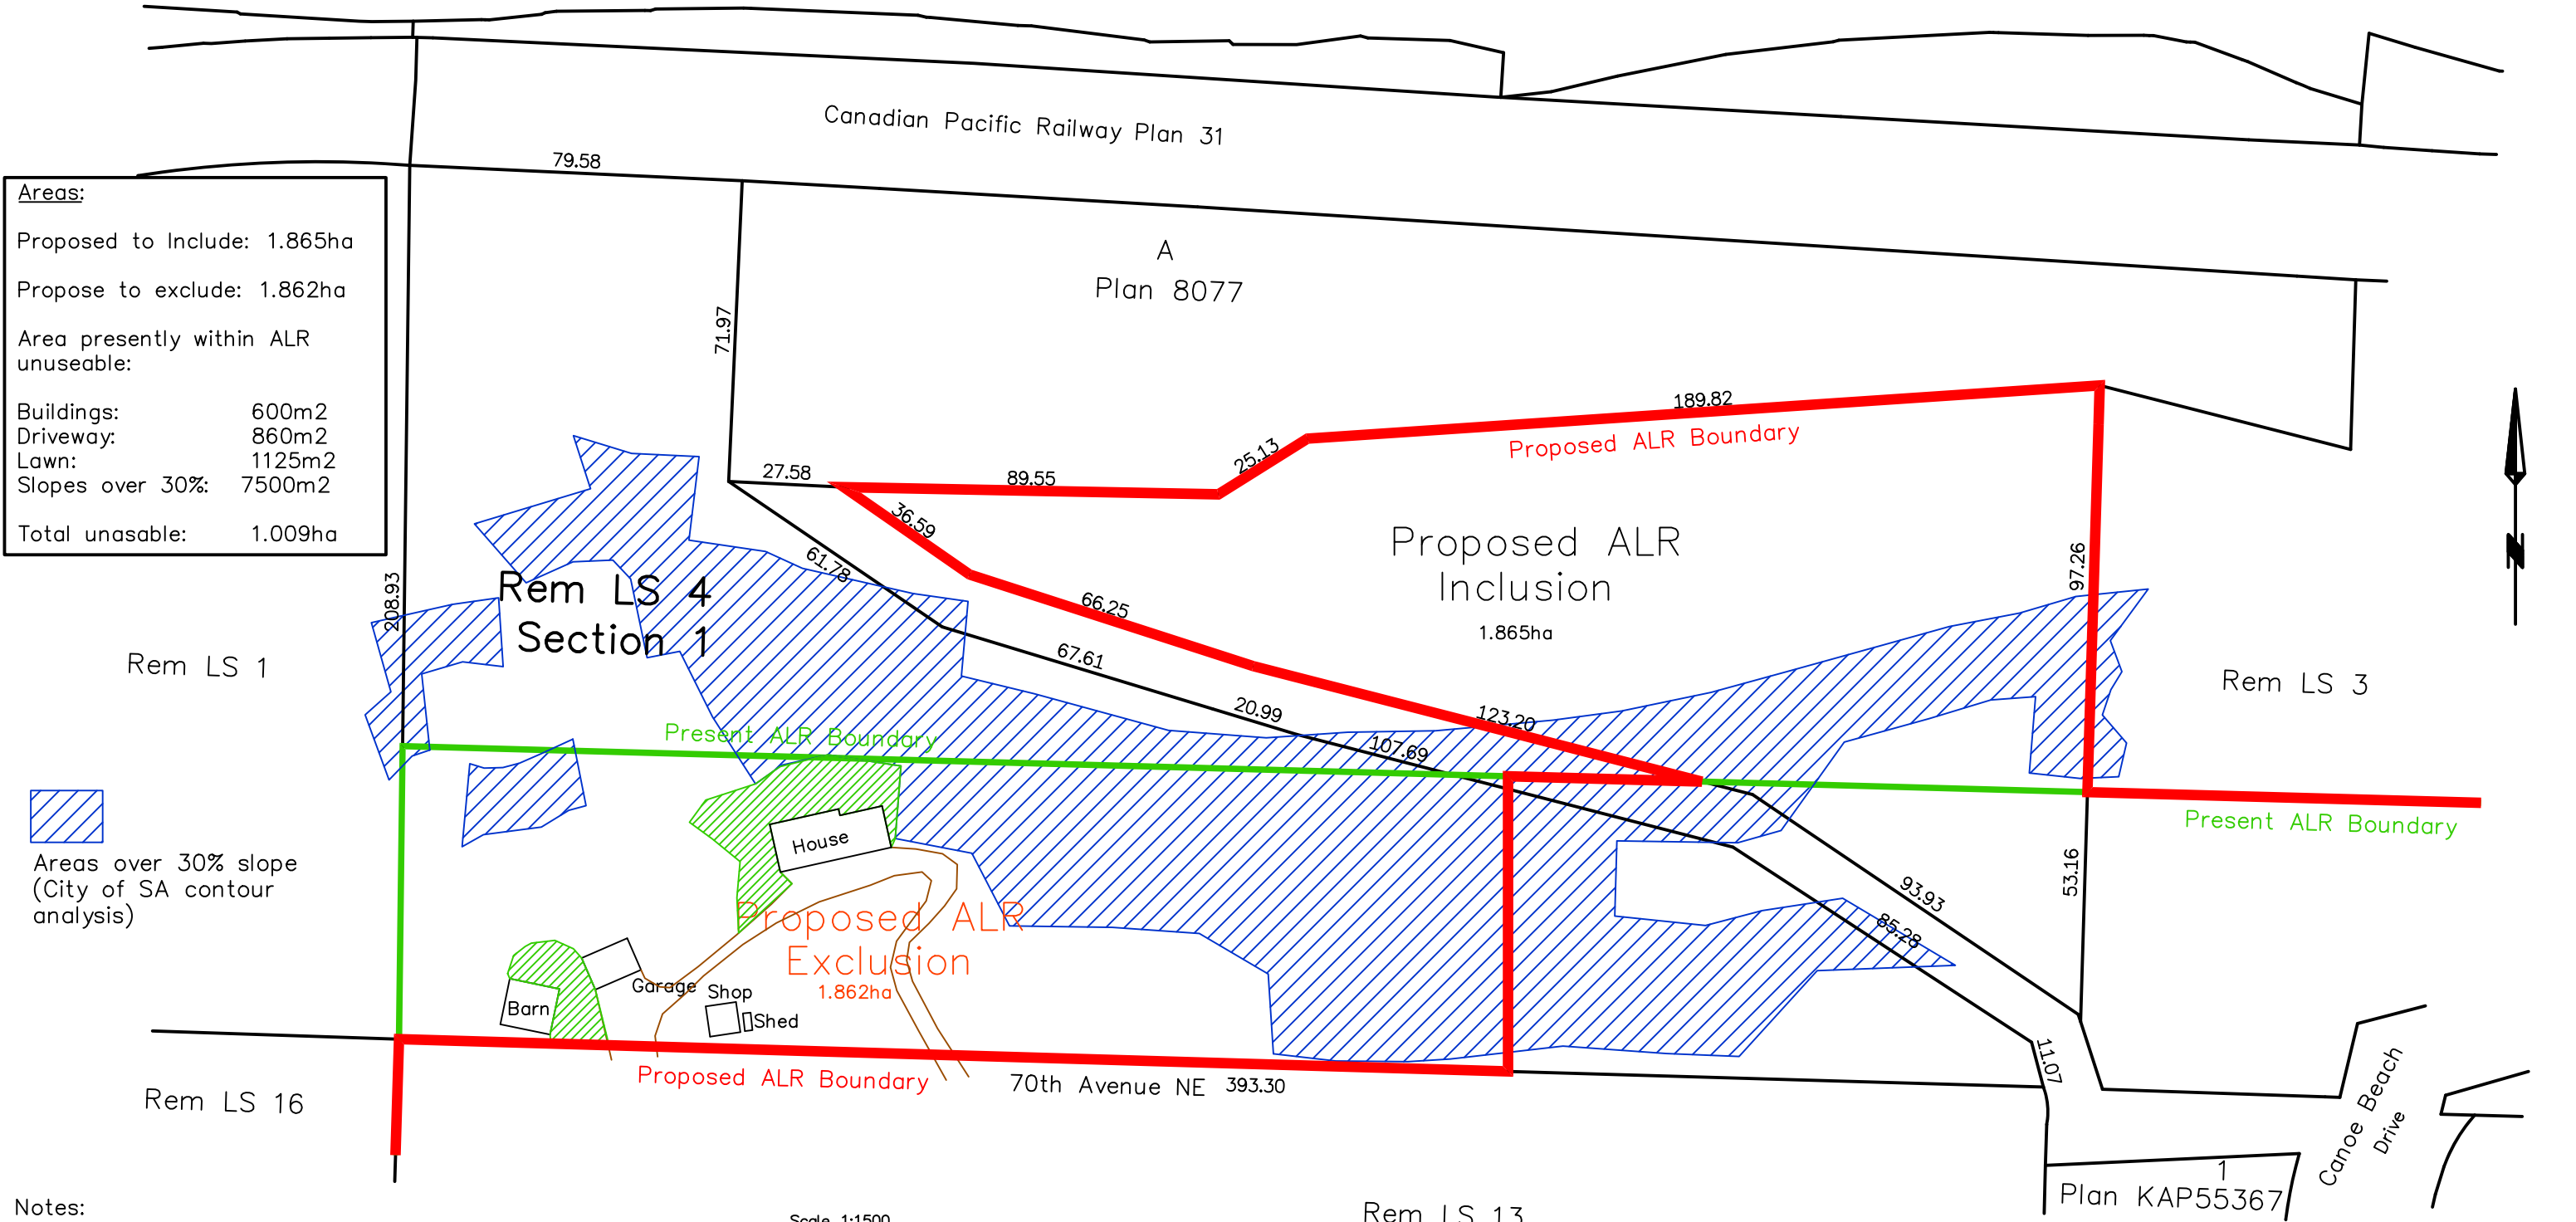 Canadian Pacific Railway Plan 31
79.58
Areas:
Proposed to Include: 1.865ha
Propose to exclude: 1.862ha
Area presently within ALR
unuseable:
Buildings: 600m2
Driveway: 860m2
Lawn: 1125m2
Slopes over 30%: 7500m2
Total unasable: 1.009ha
A
Plan 8077
71.97
27.58
89.55
25.13
189.82
Proposed ALR Boundary
36.59
61.78
Proposed ALR
Inclusion
1.865ha
97.26
208.93
Rem LS 4
Section 1
66.25
67.61
20.99
123.20
107.69
Rem LS 1
Rem LS 3
Present ALR Boundary
Present ALR Boundary
House
Areas over 30% slope
(City of SA contour
analysis)
53.16
93.93
85.28
Proposed ALR
Exclusion
1.862ha
Garage
Shop
Barn
Shed
11.07
Proposed ALR Boundary
70th Avenue NE 393.30
Rem LS 16
Canoe Beach
Drive
1
Plan KAP55367
Notes:
Scale 1:1500
Rem LS 13
N